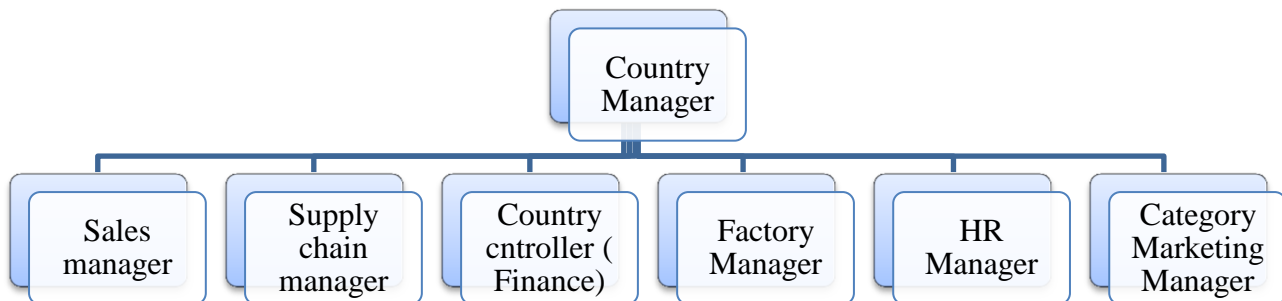 Country
Manager
Sales
manager
Supply
chain
manager
Country
cntroller (
Finance)
Factory
Manager
HR
Manager
Category
Marketing
Manager